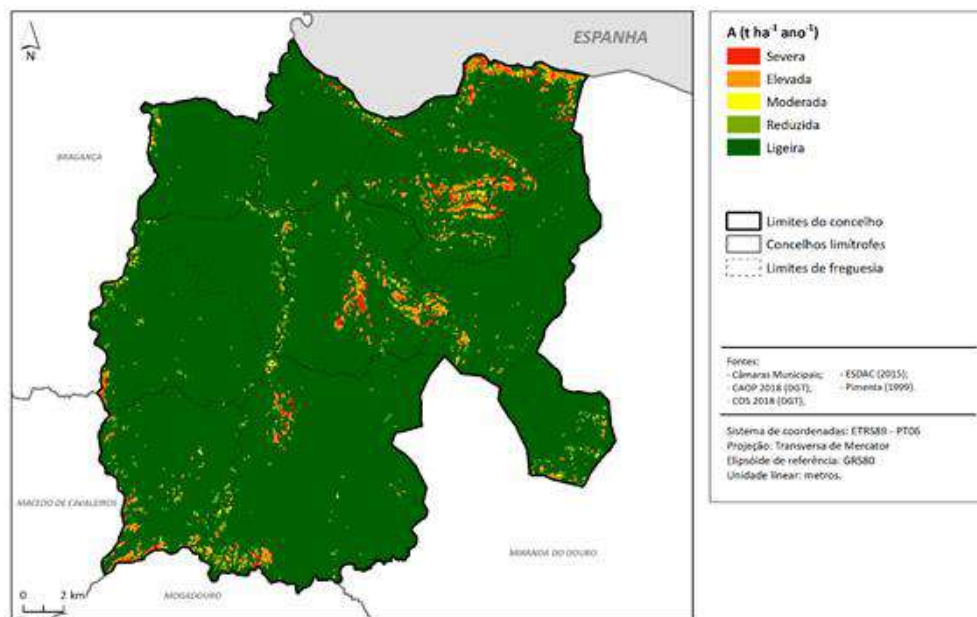 ESPANHA
N
BRAGANÇA
MACEDO DE CAVALEIROS
MIRANDA DO DOURO
MOGADOURO
0 2 km
A (t ha⁻¹ ano⁻¹)
Severa
Elevada
Moderada
Reduzida
Ligeira
Limites do concelho
Concelhos limítrofes
Limites de freguesia
Fontes:
- Câmaras Municipais; - ESDAC (2015);
- CAOP 2018 (DGT), - Pimenta (1999).
- COS 2018 (DGT),
Sistema de coordenadas: ETRS89 - PT06
Projeção: Transversa de Mercator
Elipsóide de referência: GRS80
Unidade linear: metros.